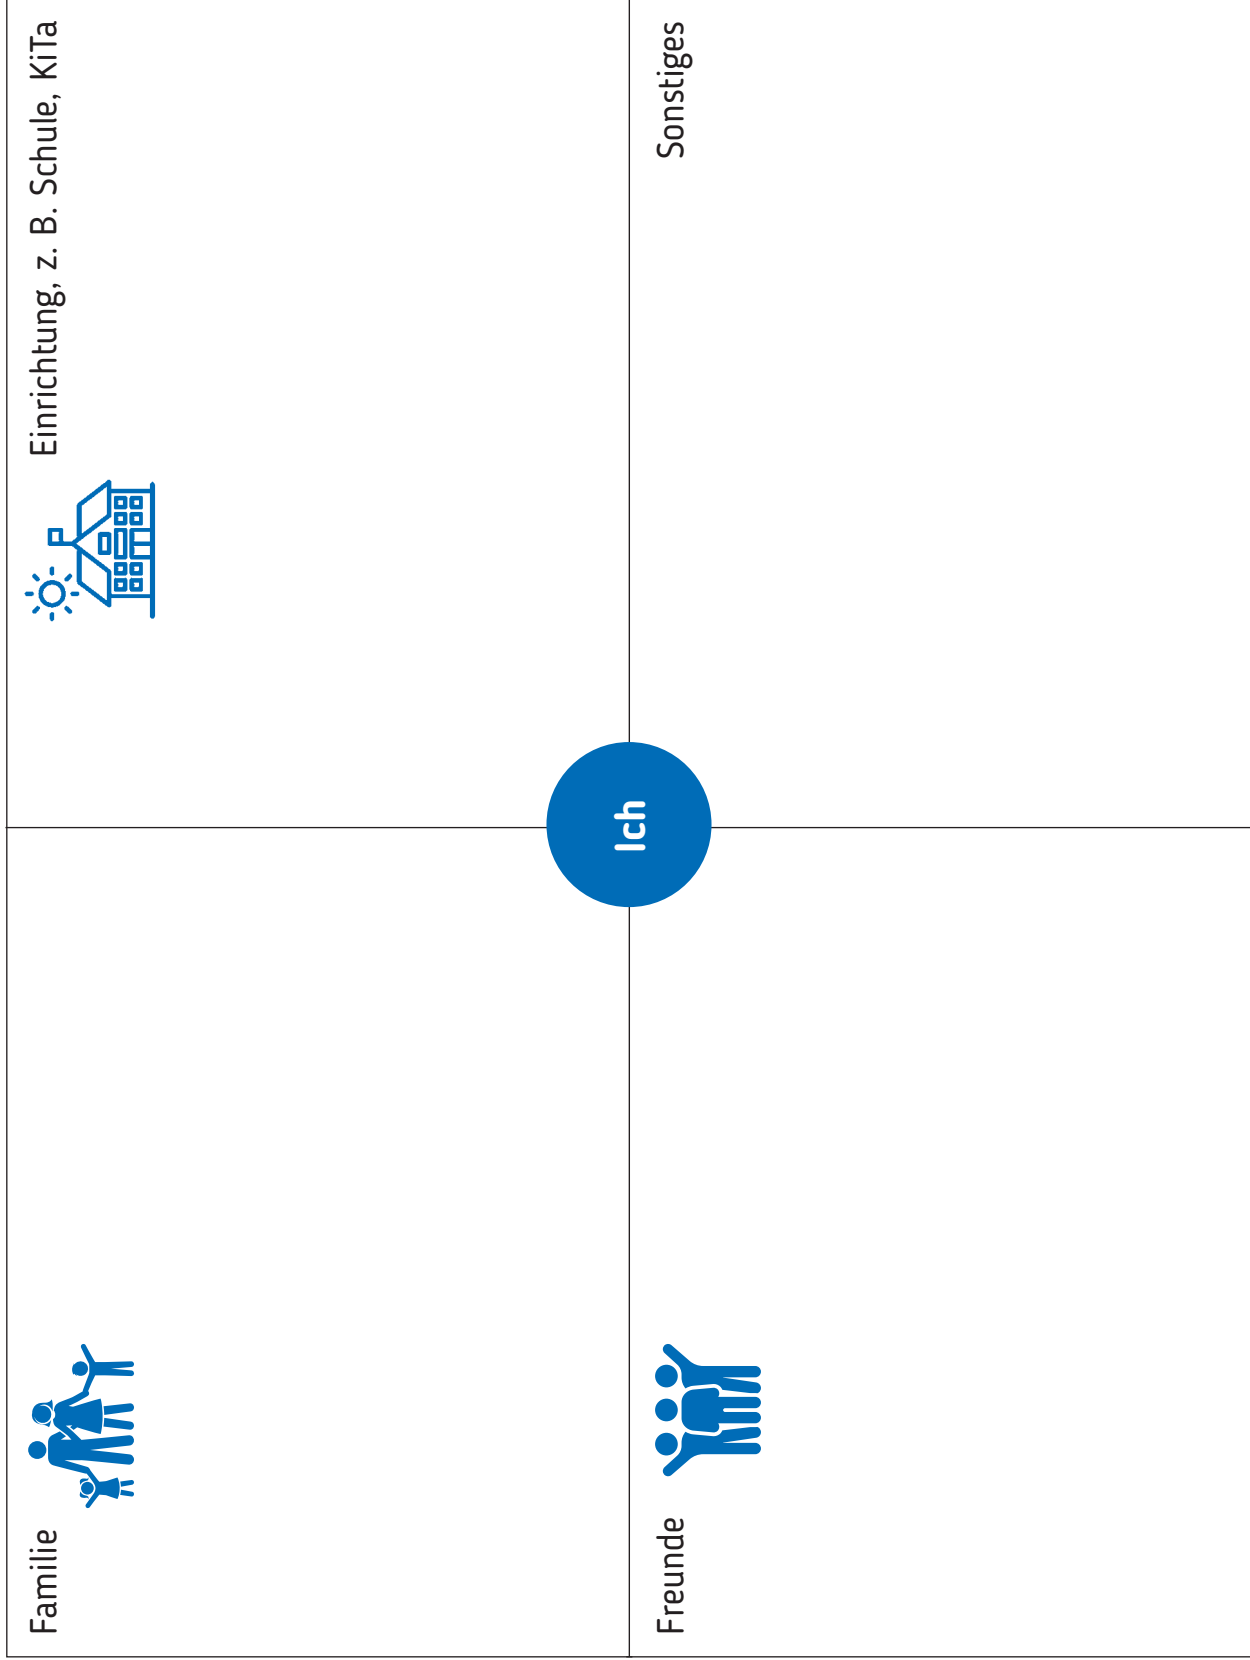 Familie
Einrichtung, z. B. Schule, KiTa
Ich
Freunde
Sonstiges